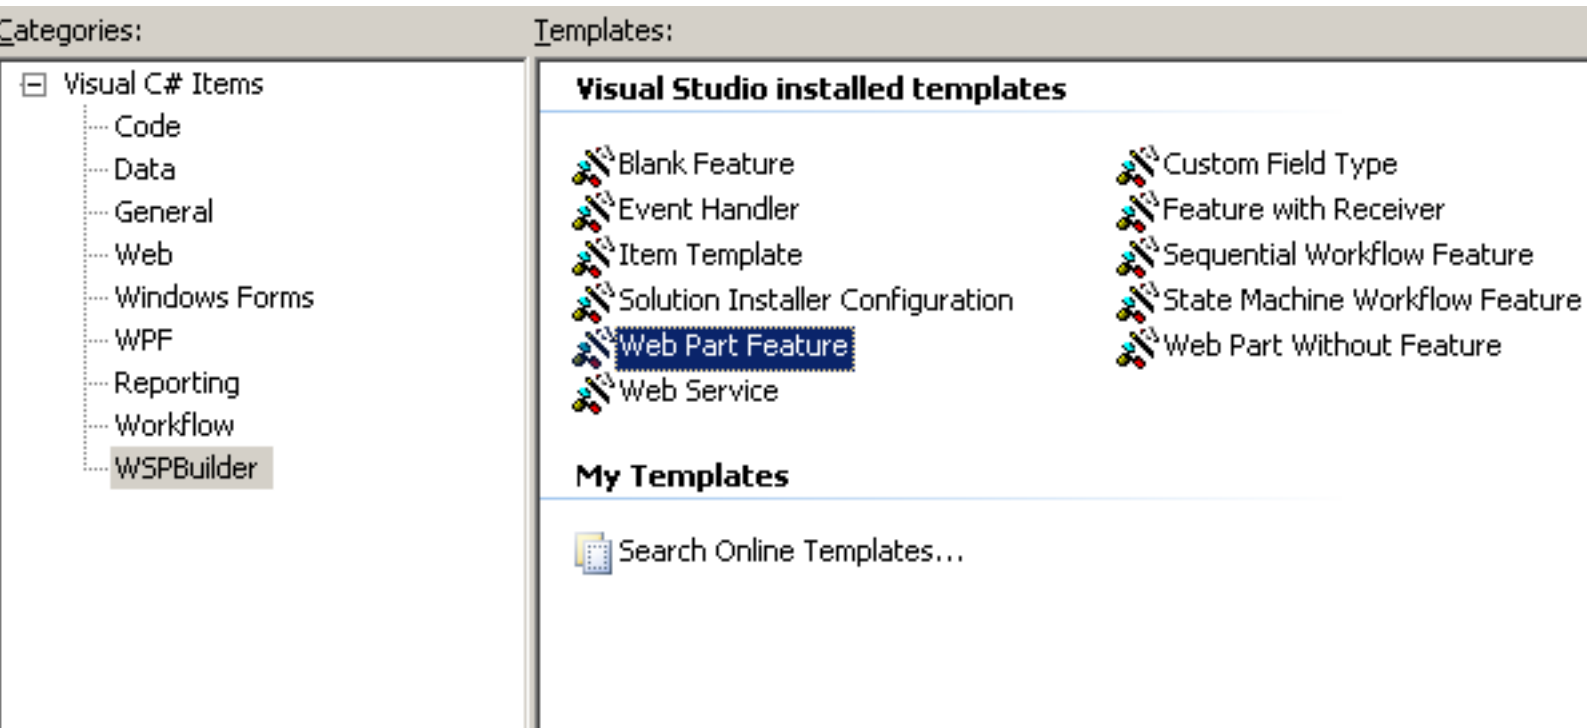 Categories:
Visual C# Items
Code
Data
General
Web
Windows Forms
WPF
Reporting
Workflow
WSPBuilder
Templates:
Visual Studio installed templates
Blank Feature
Event Handler
Item Template
Solution Installer Configuration
Web Part Feature
Web Service
Custom Field Type
Feature with Receiver
Sequential Workflow Feature
State Machine Workflow Feature
Web Part Without Feature
My Templates
Search Online Templates...